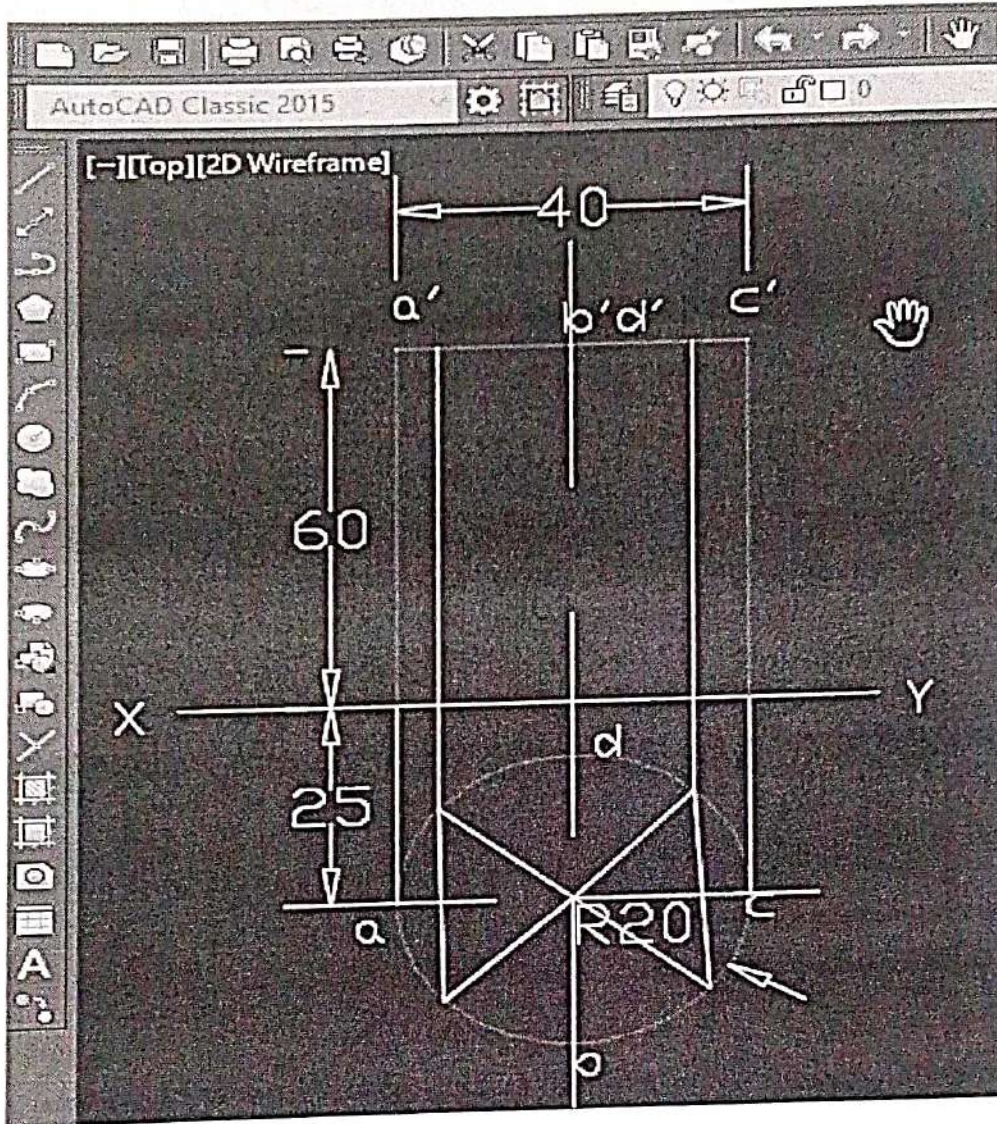 AutoCAD Classic 2015
0
[−][Top][2D Wireframe]
40
a' b'd' c'
60
X Y
d
25
a R20 c
b